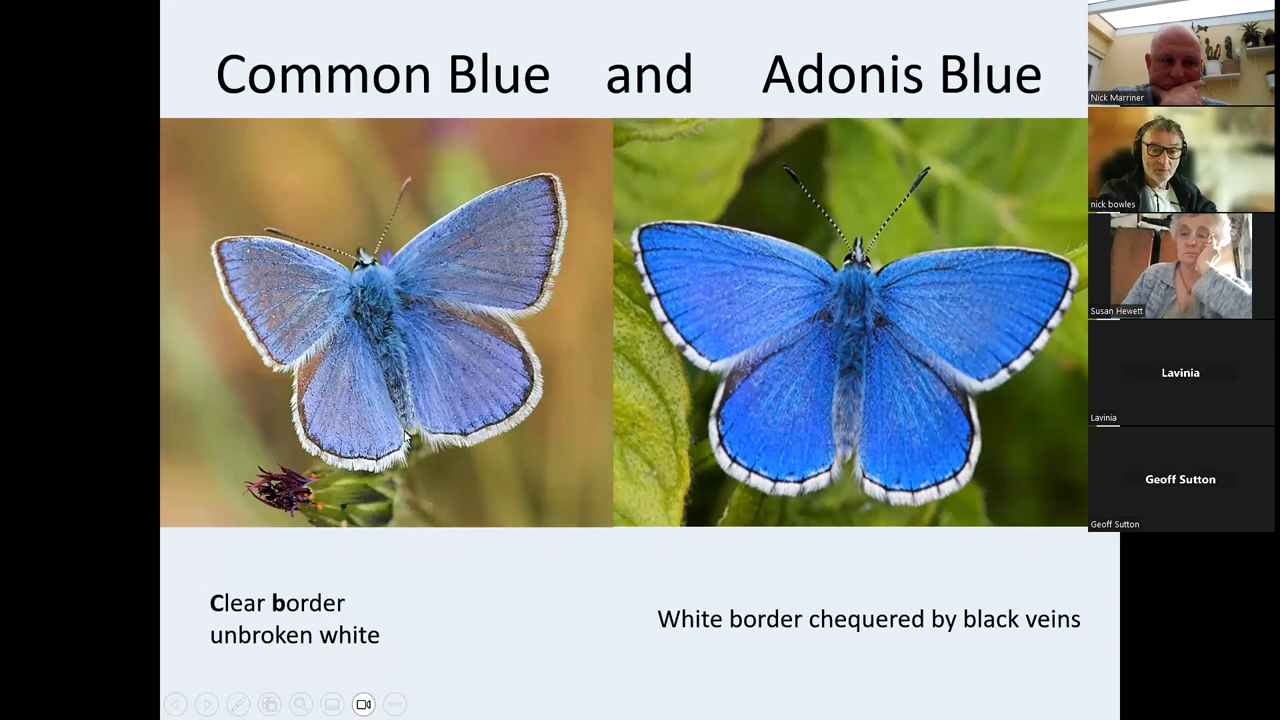 Common Blue and Adonis Blue
Clear border
unbroken white
White border chequered by black veins
Nick Marriner
nick bowles
Susan Hewett
Lavinia
Lavinia
Geoff Sutton
Geoff Sutton